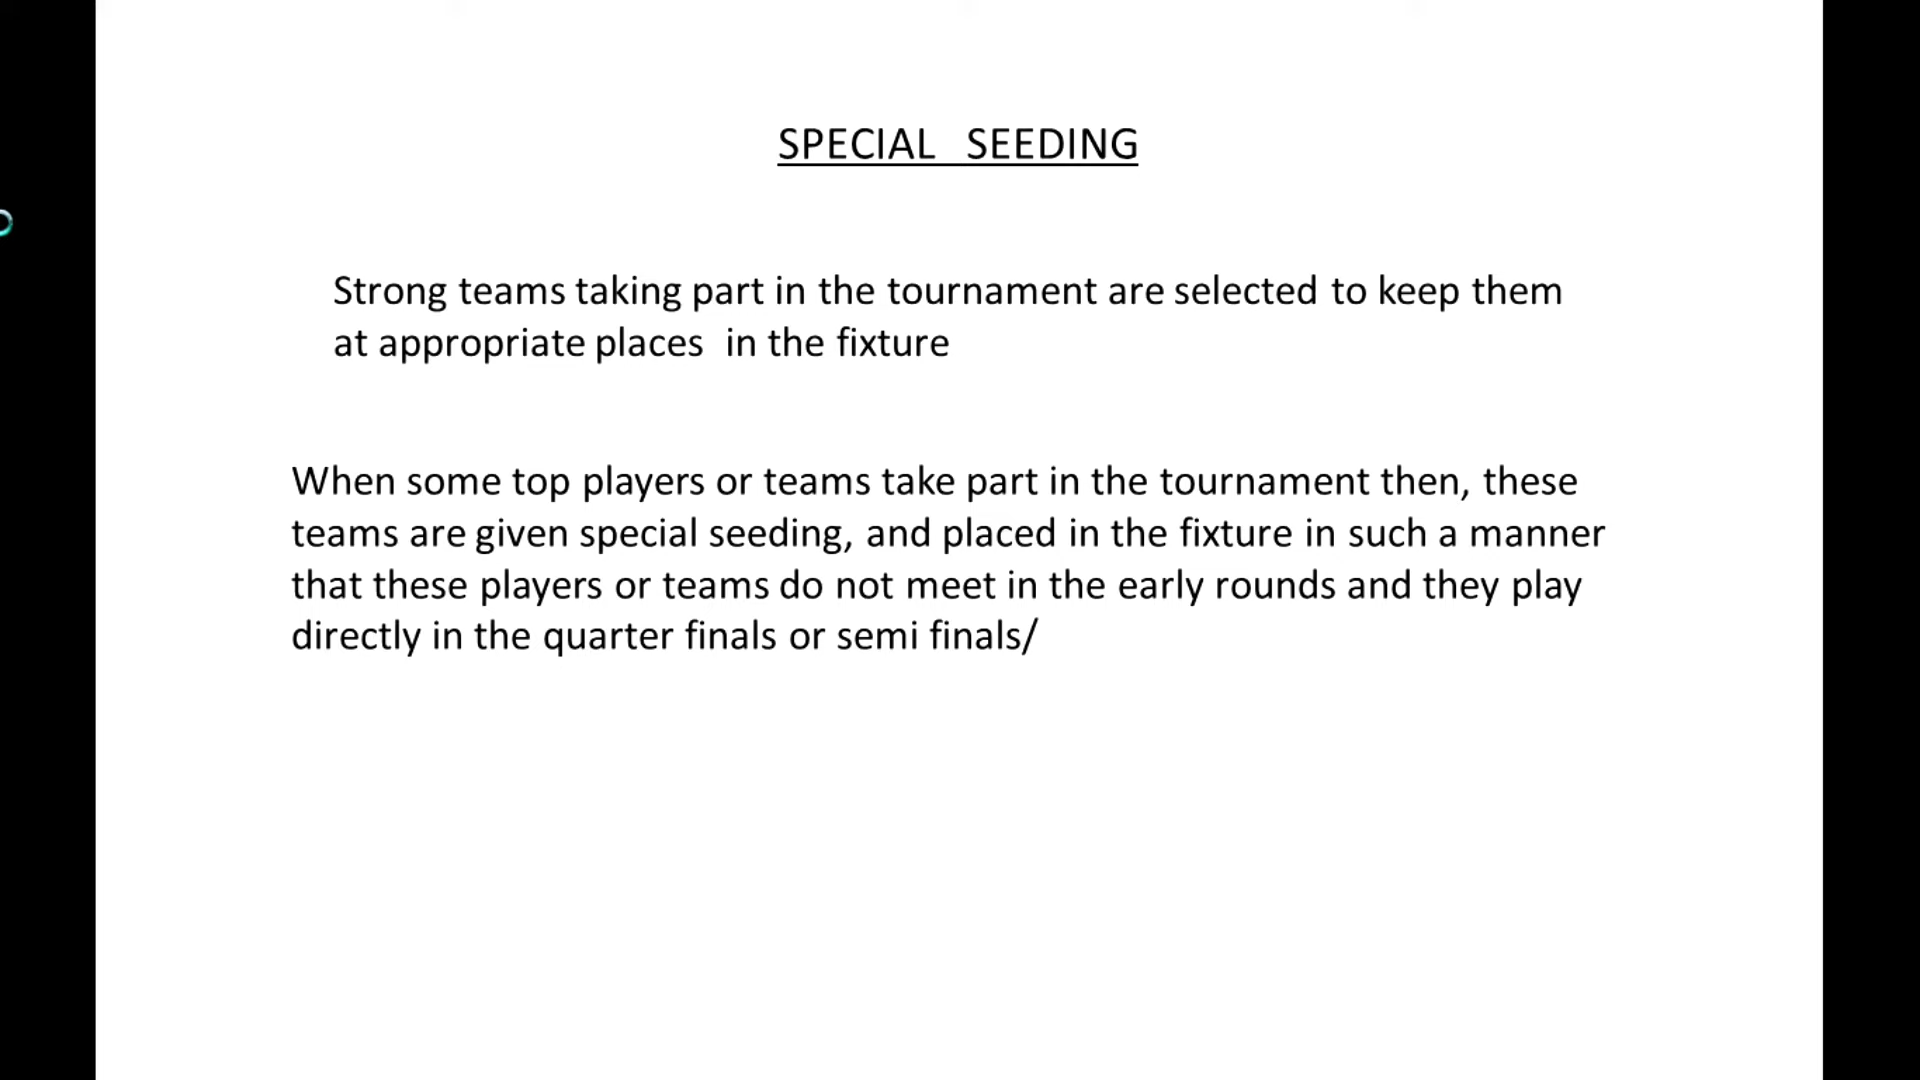 SPECIAL SEEDING
Strong teams taking part in the tournament are selected to keep them
at appropriate places in the fixture
When some top players or teams take part in the tournament then, these
teams are given special seeding, and placed in the fixture in such a manner
that these players or teams do not meet in the early rounds and they play
directly in the quarter finals or semi finals/